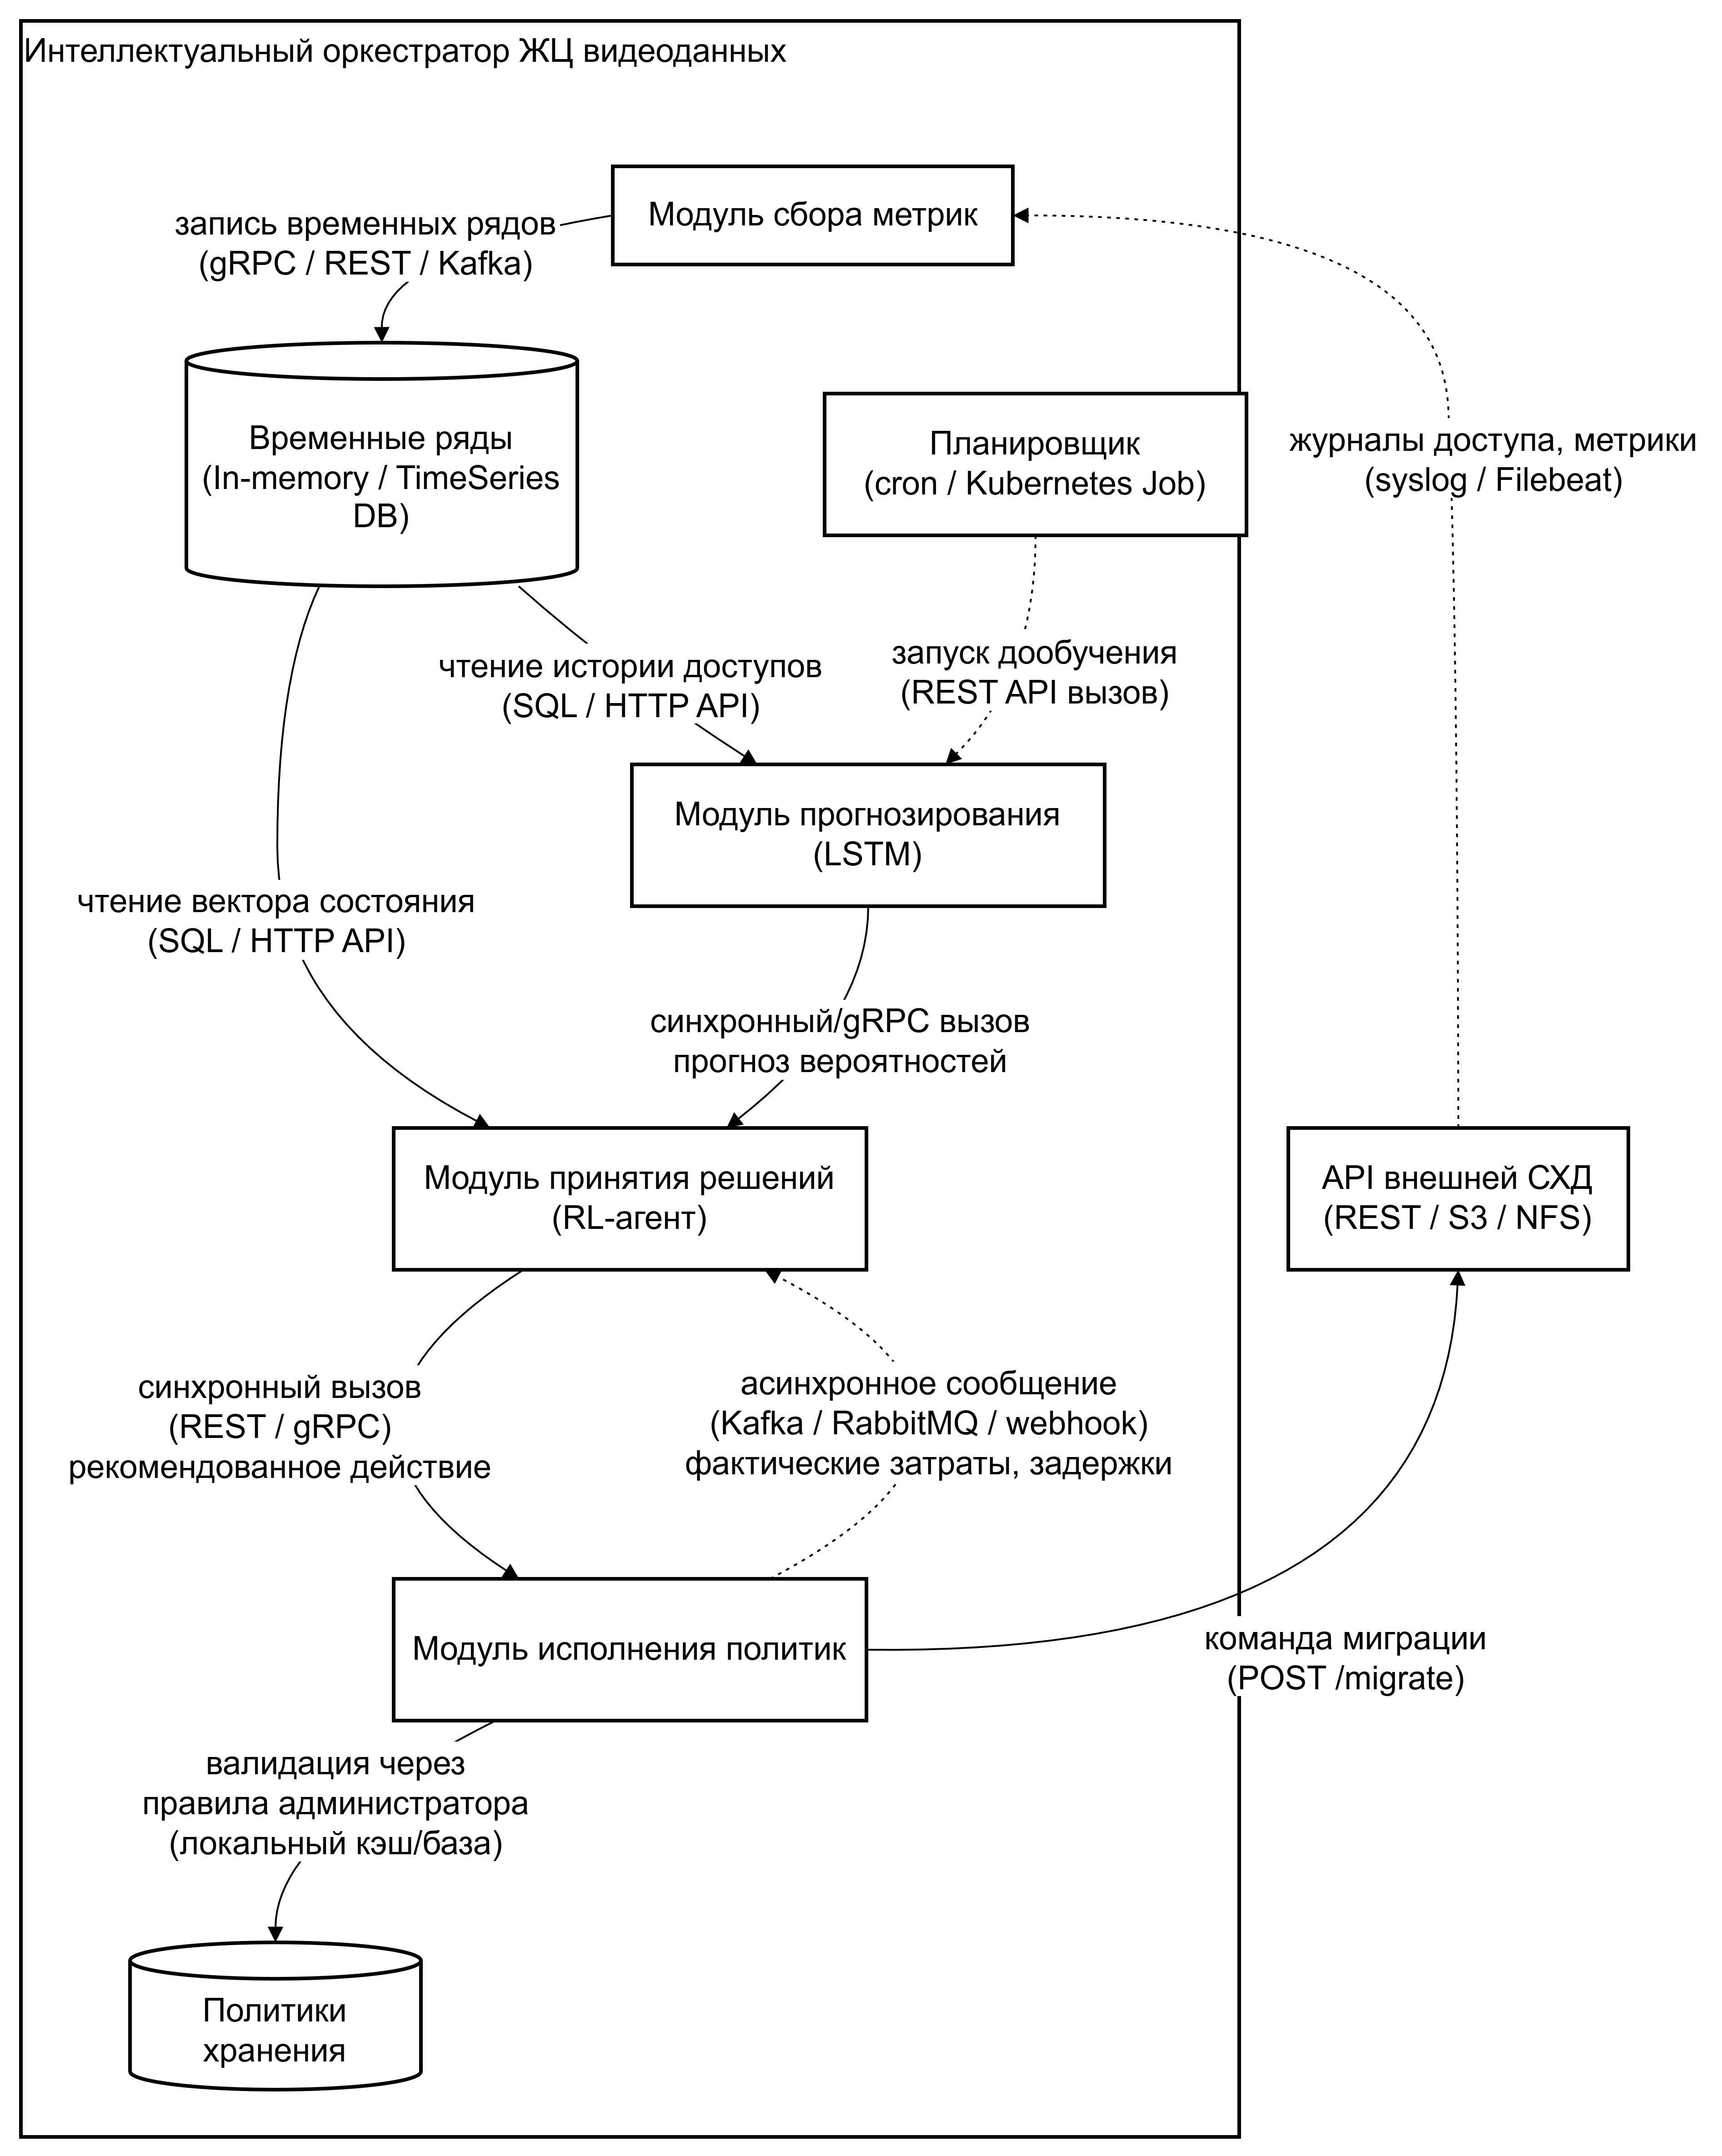 Интеллектуальный оркестратор ЖЦ видеоданных
Модуль сбора метрик
запись временных рядов
(gRPC / REST / Kafka)
Временные ряды
(In-memory / TimeSeries
DB)
Планировщик
(cron / Kubernetes Job)
журналы доступа, метрики
(syslog / Filebeat)
чтение истории доступов
(SQL / HTTP API)
запуск дообучения
(REST API вызов)
Модуль прогнозирования
(LSTM)
чтение вектора состояния
(SQL / HTTP API)
синхронный/gRPC вызов
прогноз вероятностей
Модуль принятия решений
(RL-агент)
API внешней СХД
(REST / S3 / NFS)
синхронный вызов
(REST / gRPC)
рекомендованное действие
асинхронное сообщение
(Kafka / RabbitMQ / webhook)
фактические затраты, задержки
Модуль исполнения политик
команда миграции
(POST /migrate)
валидация через
правила администратора
(локальный кэш/база)
Политики
хранения